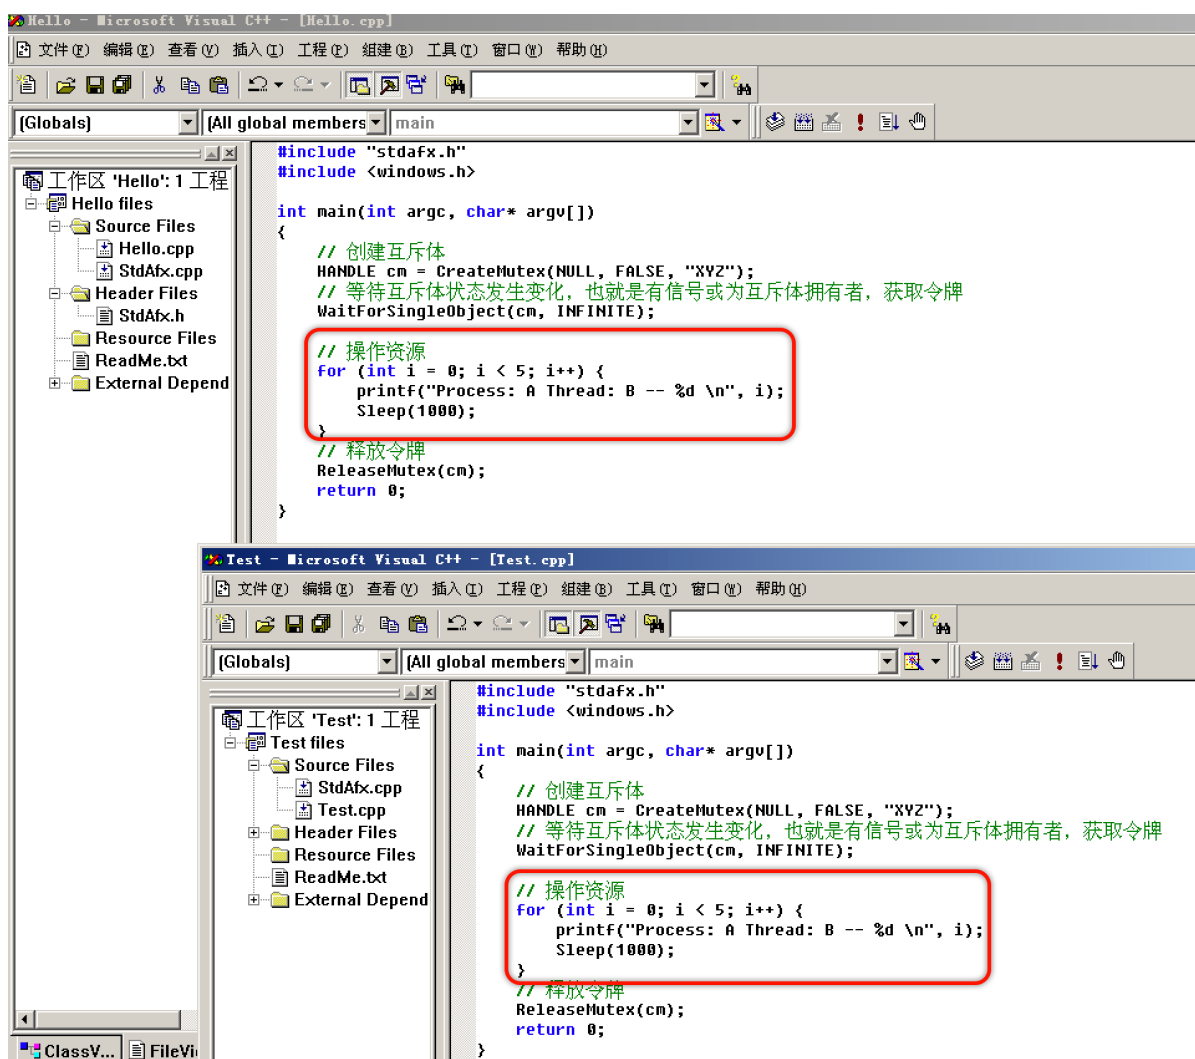 Hello - Microsoft Visual C++ - [Hello.cpp]
文件(F) 编辑(E) 查看(V) 插入(I) 工程(P) 组建(B) 工具(T) 窗口(W) 帮助(H)
(Globals) (All global members main
工作区 'Hello': 1 工程
Hello files
Source Files
Hello.cpp
StdAfx.cpp
Header Files
StdAfx.h
Resource Files
ReadMe.txt
External Depend
#include "stdafx.h"
#include <windows.h>
int main(int argc, char* argv[])
{
// 创建互斥体
HANDLE cm = CreateMutex(NULL, FALSE, "XYZ");
// 等待互斥体状态发生变化，也就是有信号或为互斥体拥有者，获取令牌
WaitForSingleObject(cm, INFINITE);
// 操作资源
for (int i = 0; i < 5; i++) {
printf("Process: A Thread: B -- %d \n", i);
Sleep(1000);
}
// 释放令牌
ReleaseMutex(cm);
return 0;
}
ClassV... FileVi
Test - Microsoft Visual C++ - [Test.cpp]
文件(F) 编辑(E) 查看(V) 插入(I) 工程(P) 组建(B) 工具(T) 窗口(W) 帮助(H)
(Globals) (All global members main
工作区 'Test': 1 工程
Test files
Source Files
StdAfx.cpp
Test.cpp
Header Files
Resource Files
ReadMe.txt
External Depend
#include "stdafx.h"
#include <windows.h>
int main(int argc, char* argv[])
{
// 创建互斥体
HANDLE cm = CreateMutex(NULL, FALSE, "XYZ");
// 等待互斥体状态发生变化，也就是有信号或为互斥体拥有者，获取令牌
WaitForSingleObject(cm, INFINITE);
// 操作资源
for (int i = 0; i < 5; i++) {
printf("Process: A Thread: B -- %d \n", i);
Sleep(1000);
}
// 释放令牌
ReleaseMutex(cm);
return 0;
}